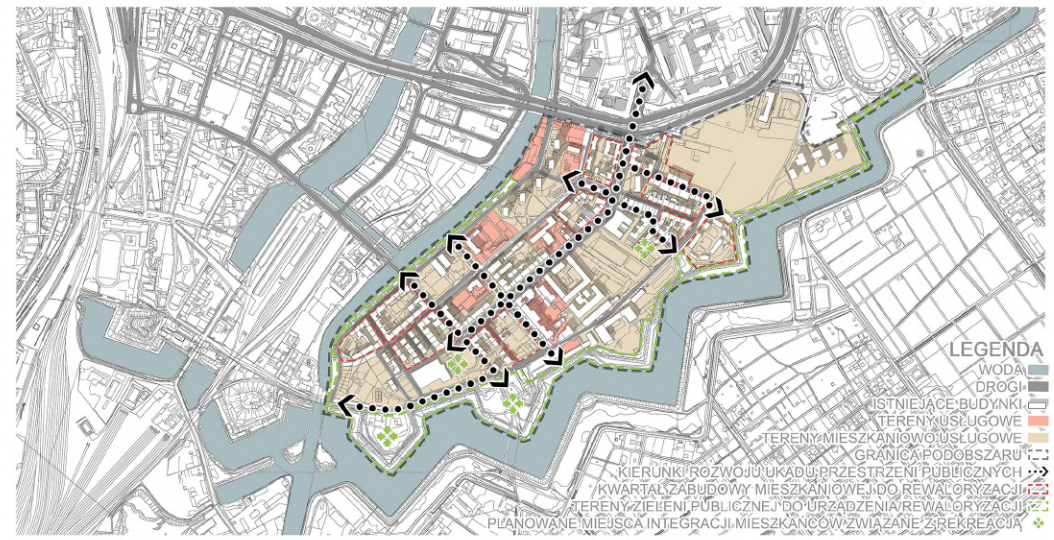 LEGENDA
WODA
DROGI
ISTNIEJĄCE BUDYNKI
TERENY USŁUGOWE
TERENY MIESZKANIOWO USŁUGOWE
GRANICA PODOBSZARU
KIERUNKI ROZWOJU UKADU PRZESTRZENI PUBLICZNYCH
KWARTAŁ ZABUDOWY MIESZKANIOWEJ DO REWALORYZACJI
TERENY ZIELENI PUBLICZNEJ DO URZĄDZENIA/REWALORYZACJI
PLANOWANE MIEJSCA INTEGRACJI MIESZKAŃCÓW ZWIĄZANE Z REKREACJĄ